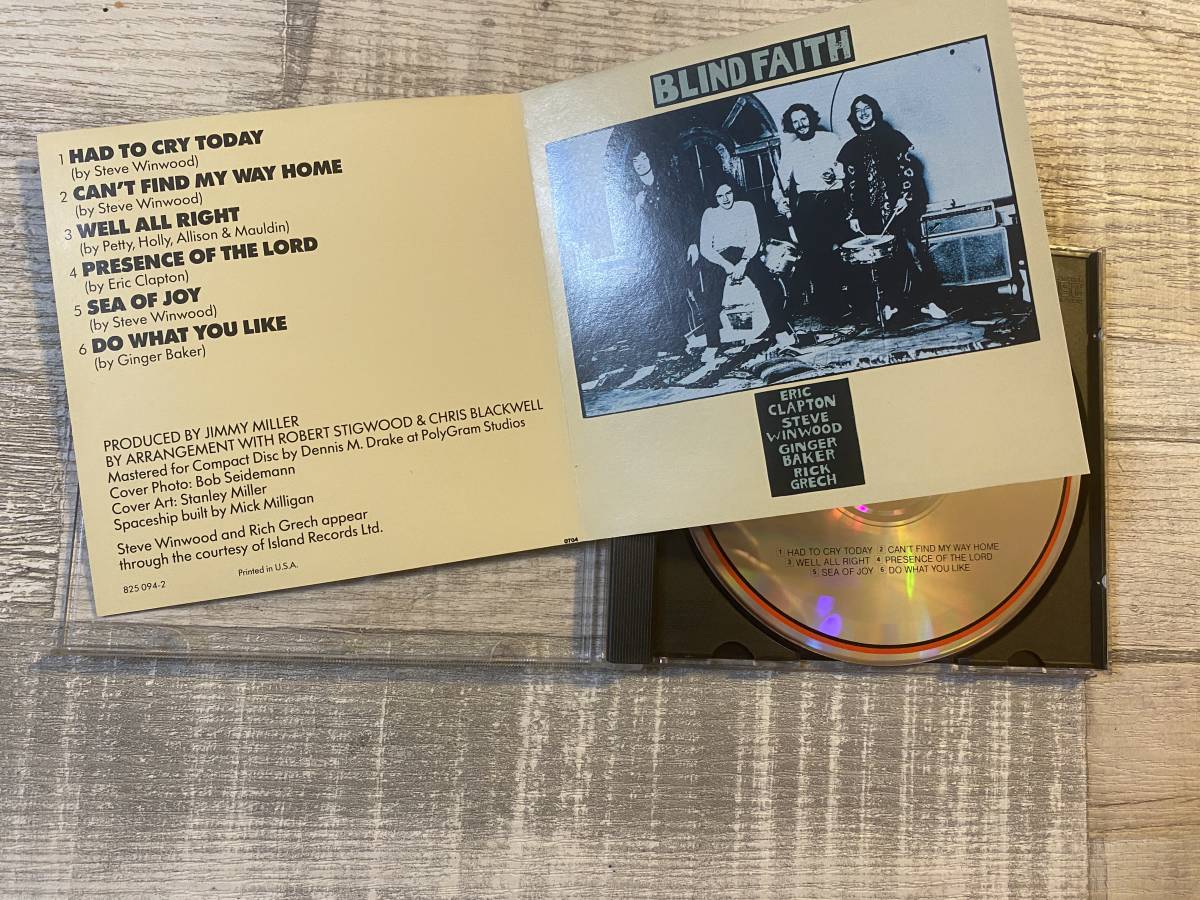 1 HAD TO CRY TODAY
(by Steve Winwood)
2 CAN'T FIND MY WAY HOME
(by Steve Winwood)
3 WELL ALL RIGHT
(by Petty, Holly, Allison & Mauldin)
4 PRESENCE OF THE LORD
(by Eric Clapton)
5 SEA OF JOY
(by Steve Winwood)
6 DO WHAT YOU LIKE
(by Ginger Baker)
PRODUCED BY JIMMY MILLER
BY ARRANGEMENT WITH ROBERT STIGWOOD & CHRIS BLACKWELL
Mastered for Compact Disc by Dennis M. Drake at PolyGram Studios
Cover Photo: Bob Seidemann
Cover Art: Stanley Miller
Spaceship built by Mick Milligan
Steve Winwood and Rich Grech appear
through the courtesy of Island Records Ltd.
Printed in U.S.A.
825 094-2
0704
BLIND FAITH
ERIC
CLAPTON
STEVE
WINWOOD
GINGER
BAKER
RICK
GRECH
1 HAD TO CRY TODAY 2 CAN'T FIND MY WAY HOME
3 WELL ALL RIGHT 4 PRESENCE OF THE LORD
5 SEA OF JOY 6 DO WHAT YOU LIKE